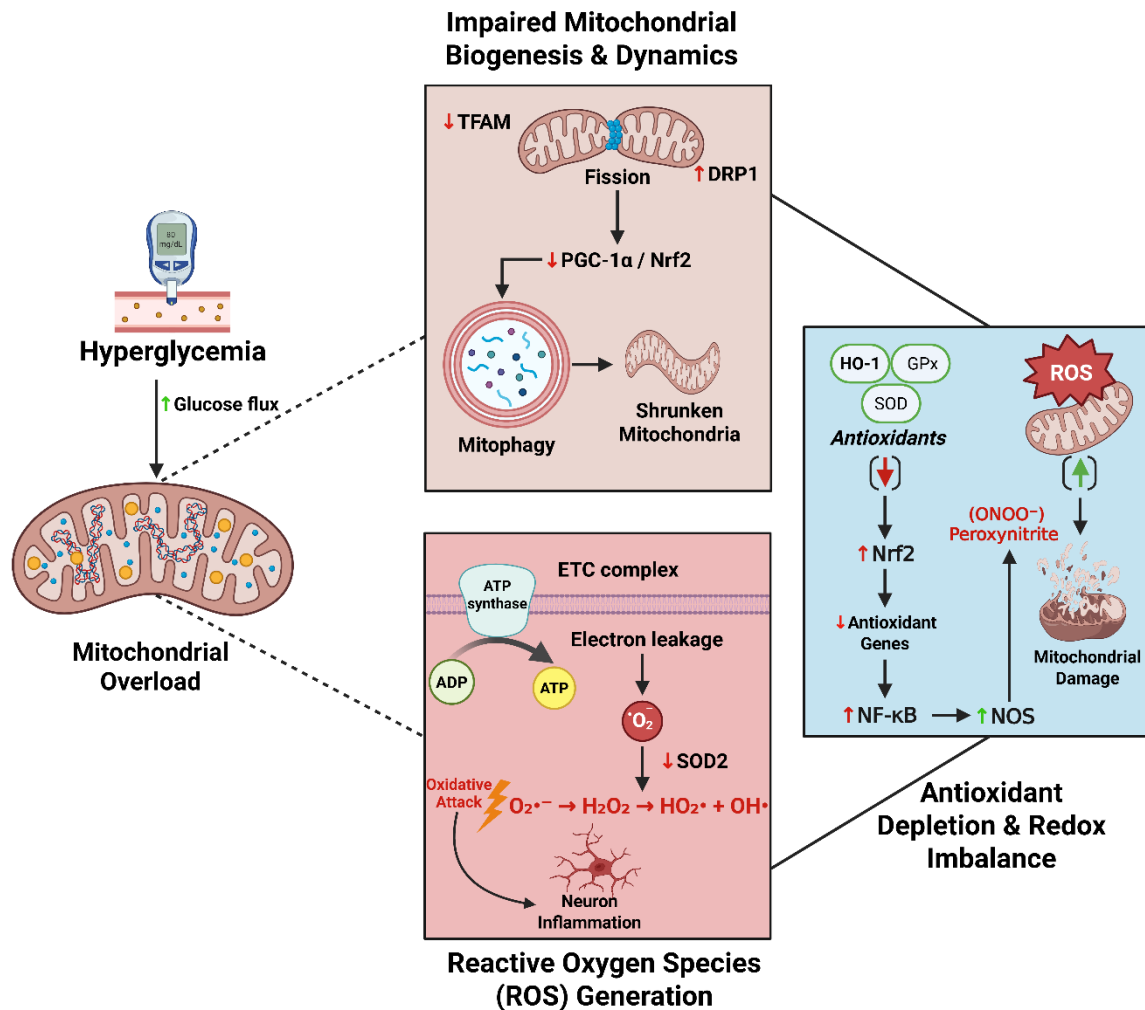 Impaired Mitochondrial
Biogenesis & Dynamics
↓TFAM
Fission
↑DRP1
↓PGC-1α / Nrf2
Mitophagy
Shrunken
Mitochondria
80
mg/dL
Hyperglycemia
↑Glucose flux
Mitochondrial
Overload
ETC complex
ATP
synthase
Electron leakage
ADP
ATP
•O₂⁻
↓SOD2
Oxidative
Attack
O₂•⁻ → H₂O₂ → HO₂• + OH•
Neuron
Inflammation
Reactive Oxygen Species
(ROS) Generation
HO-1
GPx
SOD
Antioxidants
(↓)
↑Nrf2
↓Antioxidant
Genes
↑NF-κB → ↑NOS
ROS
(↑)
(ONOO⁻)
Peroxynitrite
Mitochondrial
Damage
Antioxidant
Depletion & Redox
Imbalance